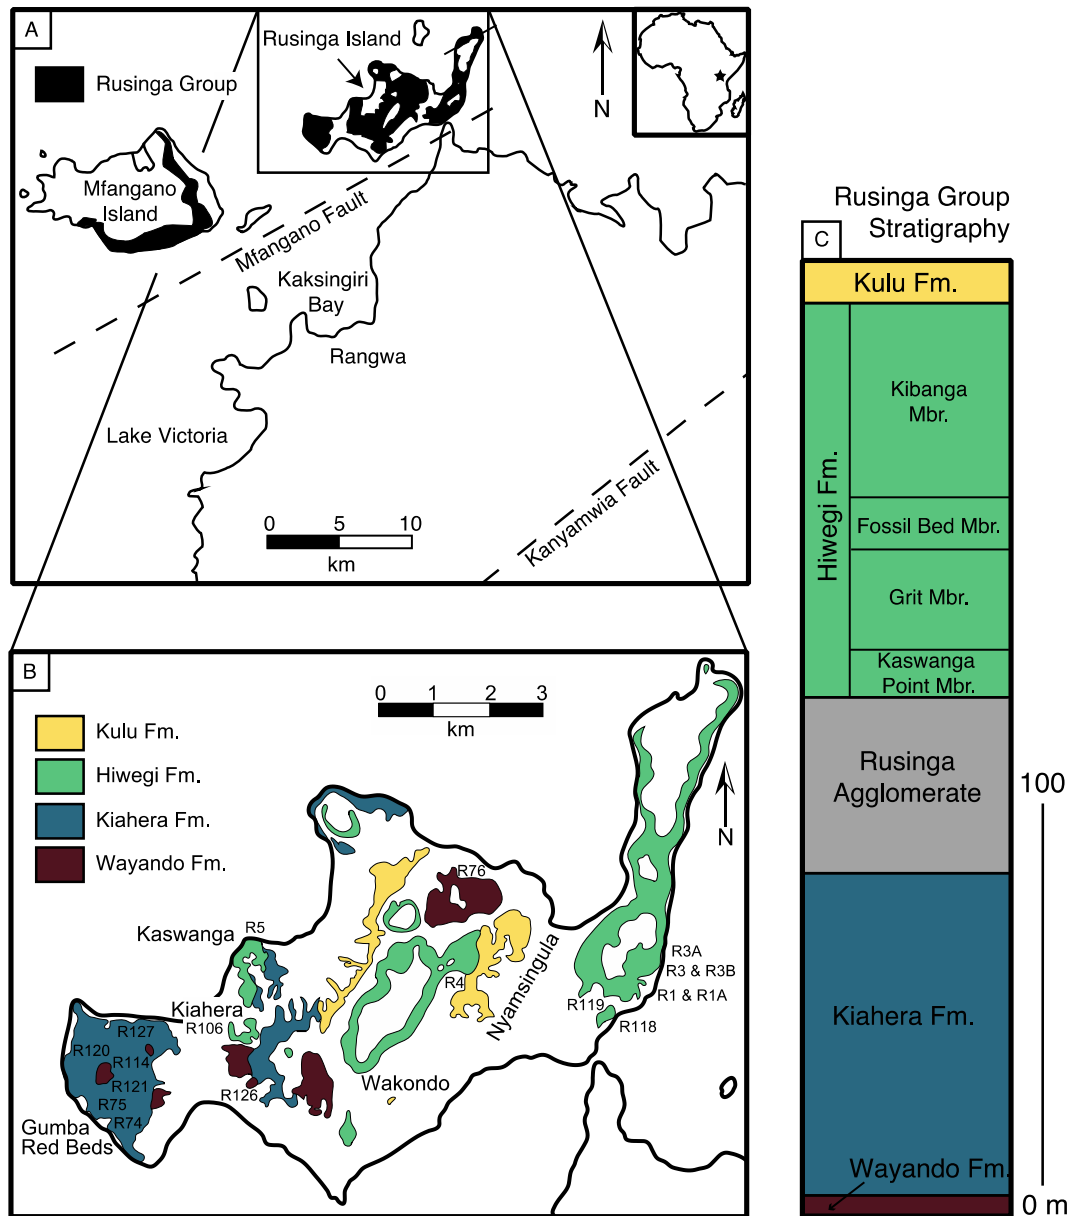 A
Rusinga Group
Rusinga Island
N
Mfangano
Island
Mfangano Fault
Kaksingiri
Bay
Rangwa
Lake Victoria
0 5 10
km
Kanyamwia Fault
B
0 1 2 3
km
Kulu Fm.
Hiwegi Fm.
Kiahera Fm.
Wayando Fm.
N
R76
R5
Kaswanga
R4
Nyamsingula
R3A
R3 & R3B
R1 & R1A
R119
R118
Kiahera
R106
R127
R120
R114
R121
R75
R74
R126
Wakondo
Gumba
Red Beds
Rusinga Group
Stratigraphy
C
Kulu Fm.
Hiwegi Fm.
Kibanga
Mbr.
Fossil Bed Mbr.
Grit Mbr.
Kaswanga
Point Mbr.
Rusinga
Agglomerate
100
Kiahera Fm.
Wayando Fm.
0 m